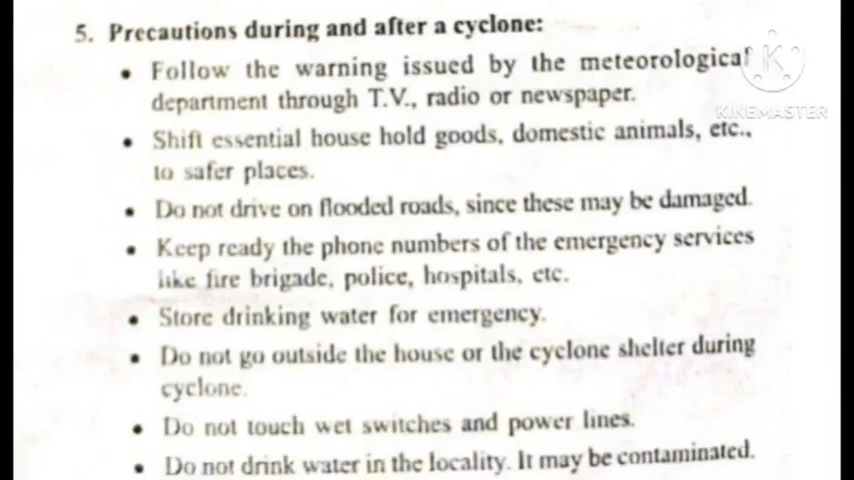 5. Precautions during and after a cyclone:
• Follow the warning issued by the meteorological
department through T.V., radio or newspaper.
• Shift essential house hold goods, domestic animals, etc.,
to safer places.
• Do not drive on flooded roads, since these may be damaged.
• Keep ready the phone numbers of the emergency services
like fire brigade, police, hospitals, etc.
• Store drinking water for emergency.
• Do not go outside the house or the cyclone shelter during
cyclone.
• Do not touch wet switches and power lines.
• Do not drink water in the locality. It may be contaminated.
K
KINEMASTER